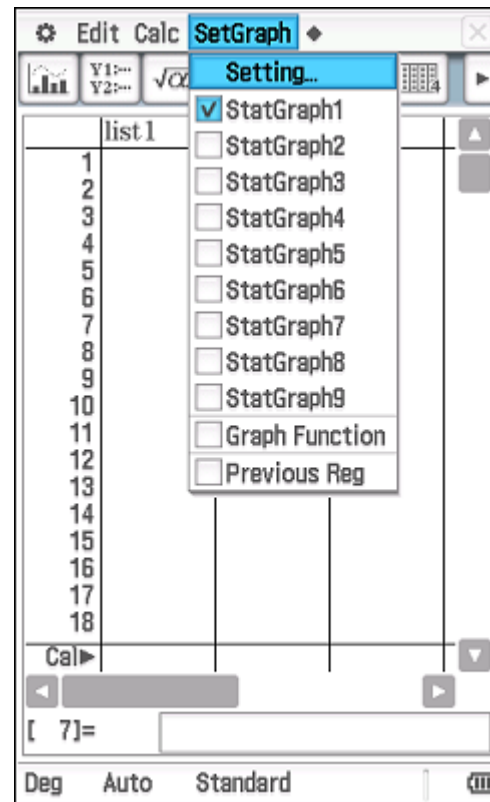 Edit Calc SetGraph
Y1:···
Y2:···
Setting...
StatGraph1
StatGraph2
StatGraph3
StatGraph4
StatGraph5
StatGraph6
StatGraph7
StatGraph8
StatGraph9
Graph Function
Previous Reg
list1
1
2
3
4
5
6
7
8
9
10
11
12
13
14
15
16
17
18
Cal▶
[ 7]=
Deg Auto Standard